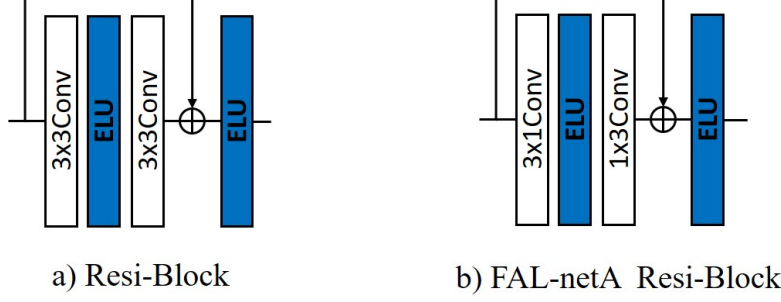 3x3Conv
ELU
3x3Conv
ELU
3x1Conv
ELU
1x3Conv
ELU
a) Resi-Block
b) FAL-netA Resi-Block